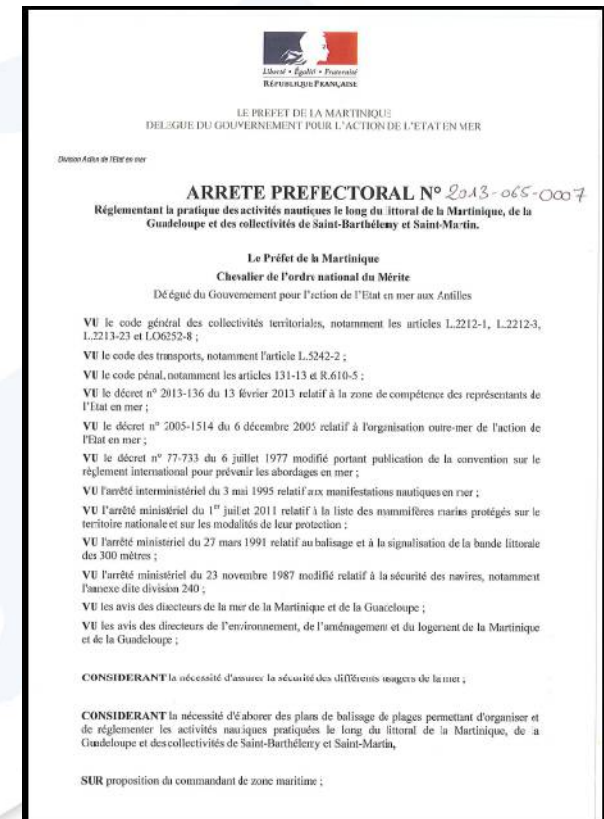 Liberté • Égalité • Fraternité
RÉPUBLIQUE FRANÇAISE
LE PREFET DE LA MARTINIQUE
DELEGUE DU GOUVERNEMENT POUR L'ACTION DE L'ETAT EN MER
Division Action de l'Etat en mer
ARRETE PREFECTORAL N° 2013-065-0007
Réglementant la pratique des activités nautiques le long du littoral de la Martinique, de la
Guadeloupe et des collectivités de Saint-Barthélemy et Saint-Martin.
Le Préfet de la Martinique
Chevalier de l'ordre national du Mérite
Délégué du Gouvernement pour l'action de l'Etat en mer aux Antilles
VU le code général des collectivités territoriales, notamment les articles L.2212-1, L.2212-3,
L.2213-23 et LO6252-8 ;
VU le code des transports, notamment l'article L.5242-2 ;
VU le code pénal, notamment les articles 131-13 et R.610-5 ;
VU le décret n° 2013-136 du 13 février 2013 relatif à la zone de compétence des représentants de
l'Etat en mer ;
VU le décret n° 2005-1514 du 6 décembre 2005 relatif à l'organisation outre-mer de l'action de
l'Etat en mer ;
VU le décret n° 77-733 du 6 juillet 1977 modifié portant publication de la convention sur le
règlement international pour prévenir les abordages en mer ;
VU l'arrêté interministériel du 3 mai 1995 relatif aux manifestations nautiques en mer ;
VU l'arrêté ministériel du 1er juillet 2011 relatif à la liste des mammifères marins protégés sur le
territoire nationale et sur les modalités de leur protection ;
VU l'arrêté ministériel du 27 mars 1991 relatif au balisage et à la signalisation de la bande littorale
des 300 mètres ;
VU l'arrêté ministériel du 23 novembre 1987 modifié relatif à la sécurité des navires, notamment
l'annexe dite division 240 ;
VU les avis des directeurs de la mer de la Martinique et de la Guadeloupe ;
VU les avis des directeurs de l'environnement, de l'aménagement et du logement de la Martinique
et de la Guadeloupe ;
CONSIDERANT la nécessité d'assurer la sécurité des différents usagers de la mer ;
CONSIDERANT la nécessité d'élaborer des plans de balisage de plages permettant d'organiser et
de réglementer les activités nautiques pratiquées le long du littoral de la Martinique, de la
Guadeloupe et des collectivités de Saint-Barthélemy et Saint-Martin,
SUR proposition du commandant de zone maritime ;